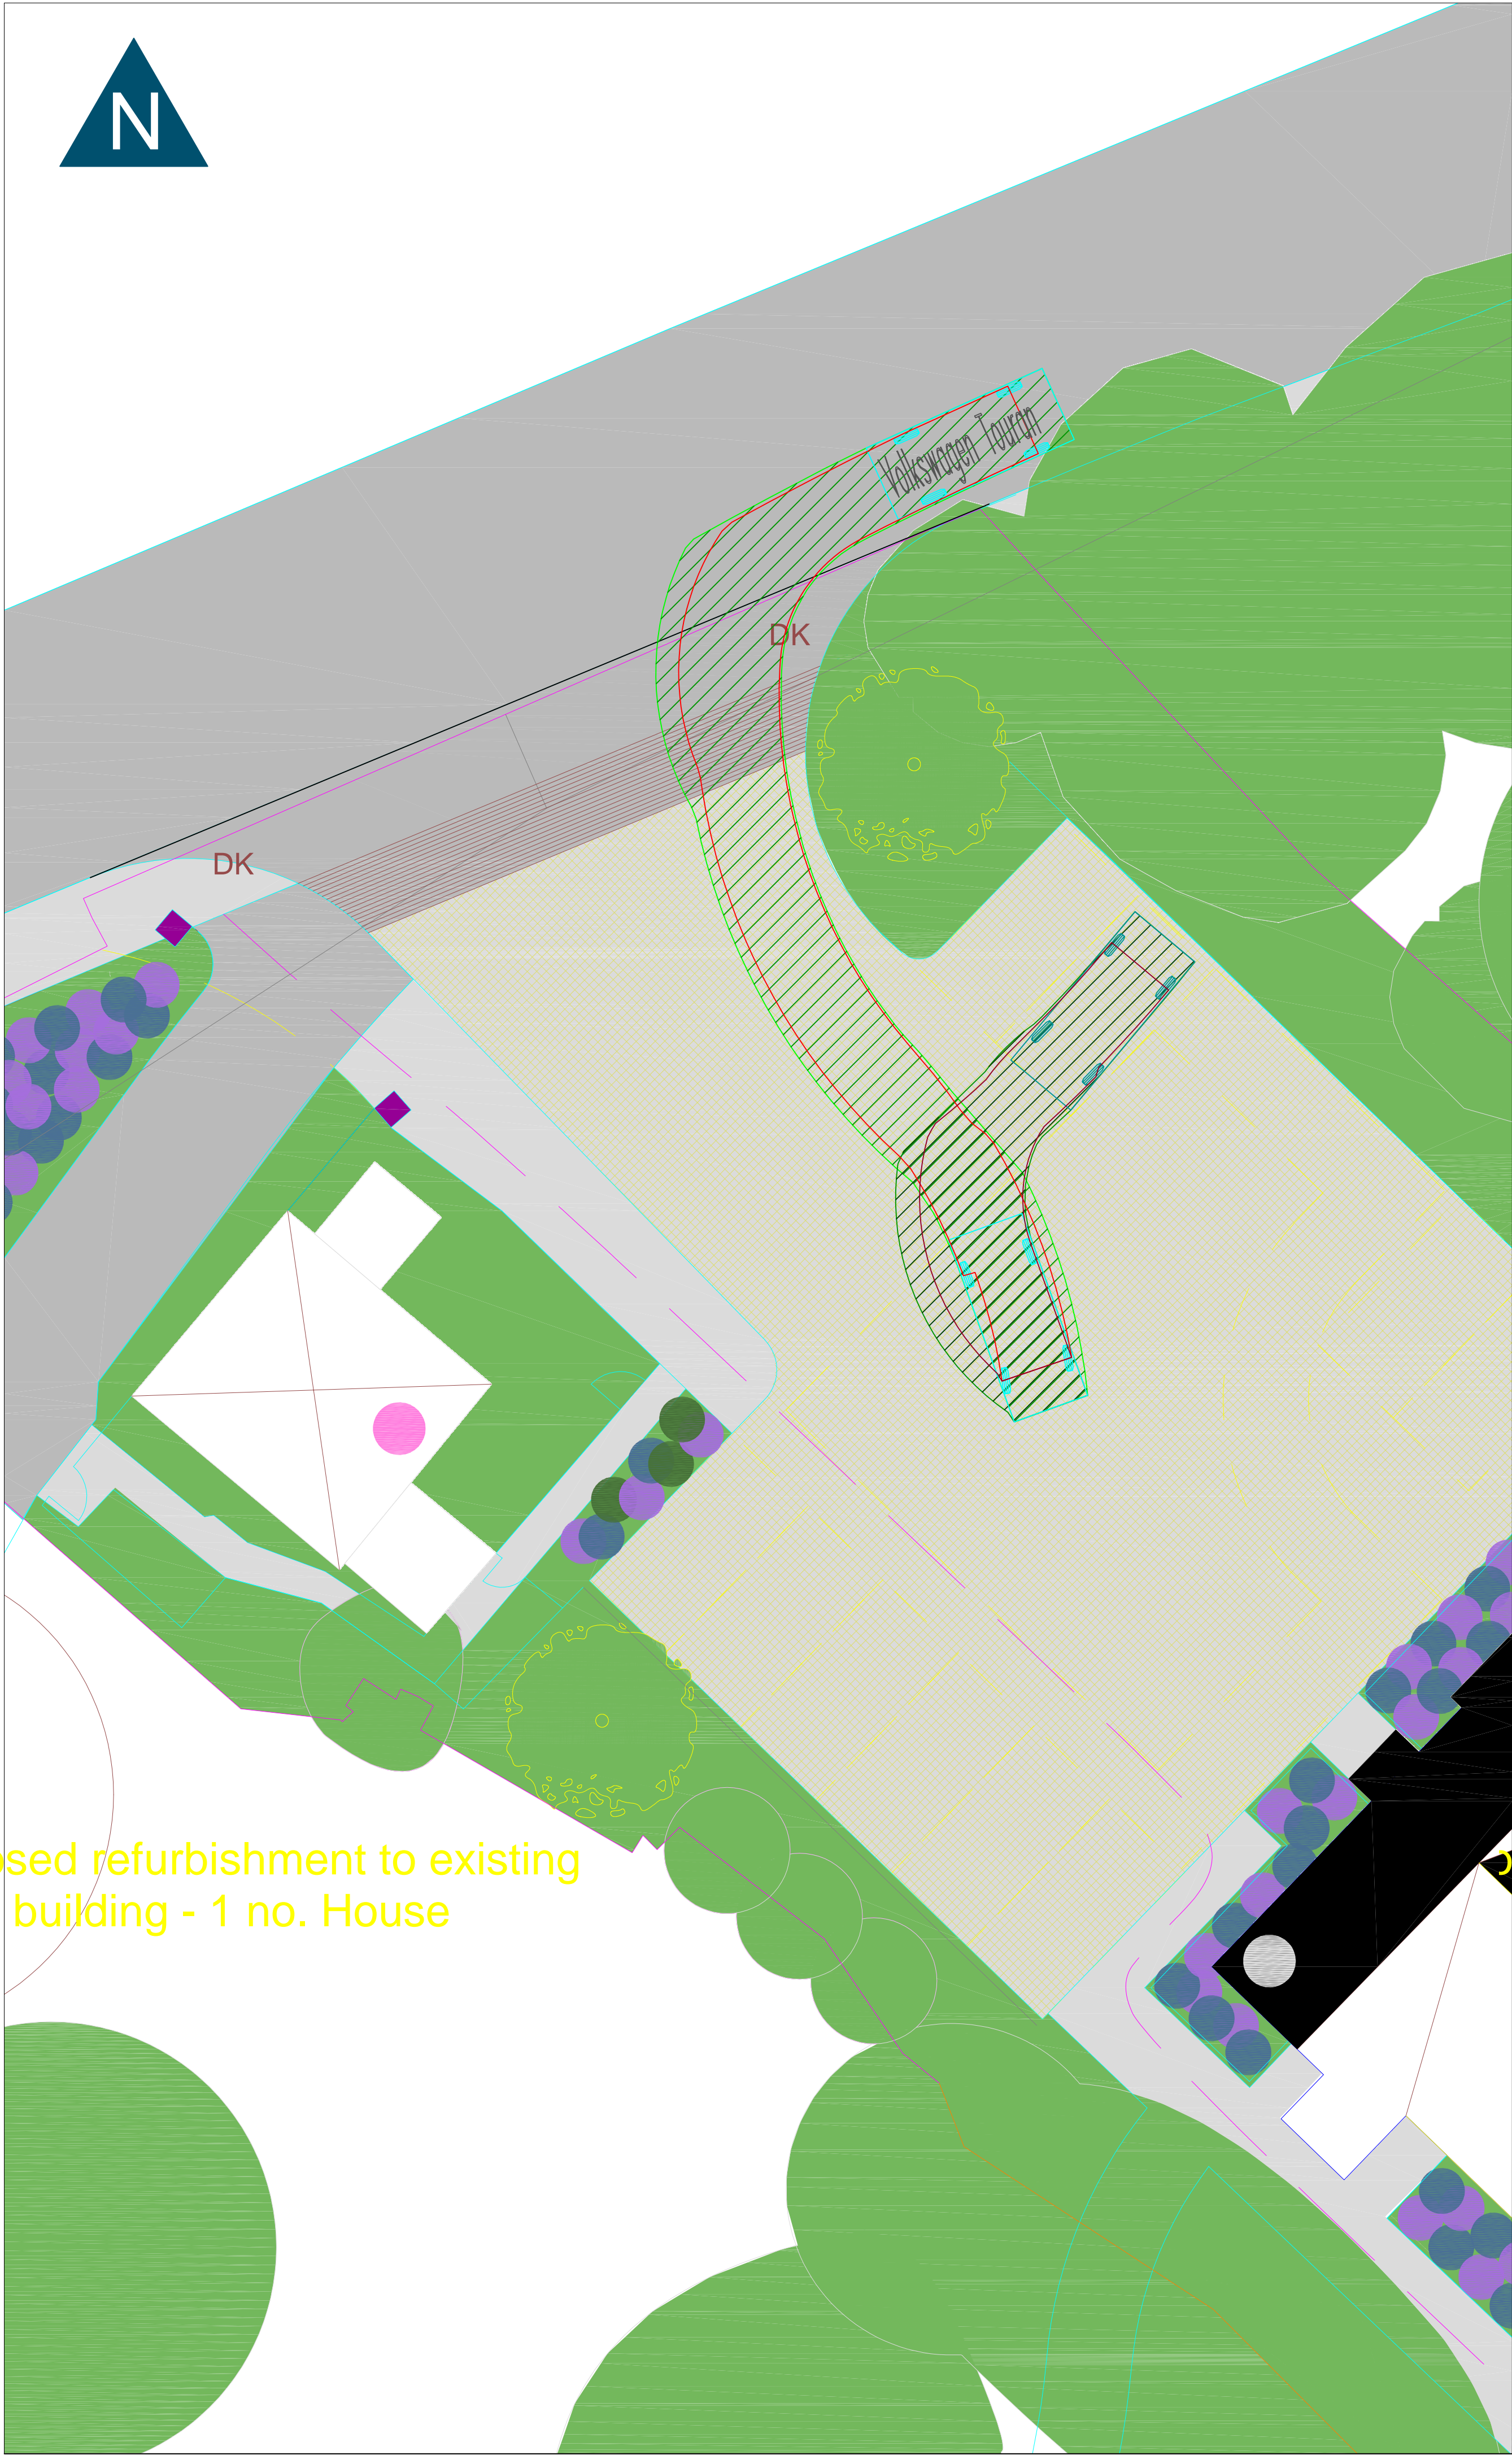 N
Volkswagen Touran
DK
DK
osed refurbishment to existing
building - 1 no. House